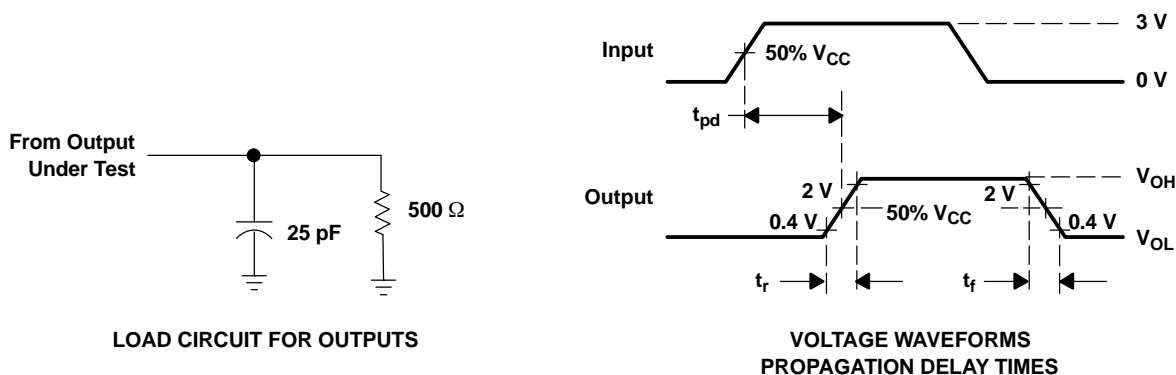 From Output
Under Test
25 pF
500 Ω
LOAD CIRCUIT FOR OUTPUTS
Input
50% VCC
3 V
0 V
tpd
Output
2 V
0.4 V
50% VCC
2 V
0.4 V
VOH
VOL
tr
tf
VOLTAGE WAVEFORMS
PROPAGATION DELAY TIMES